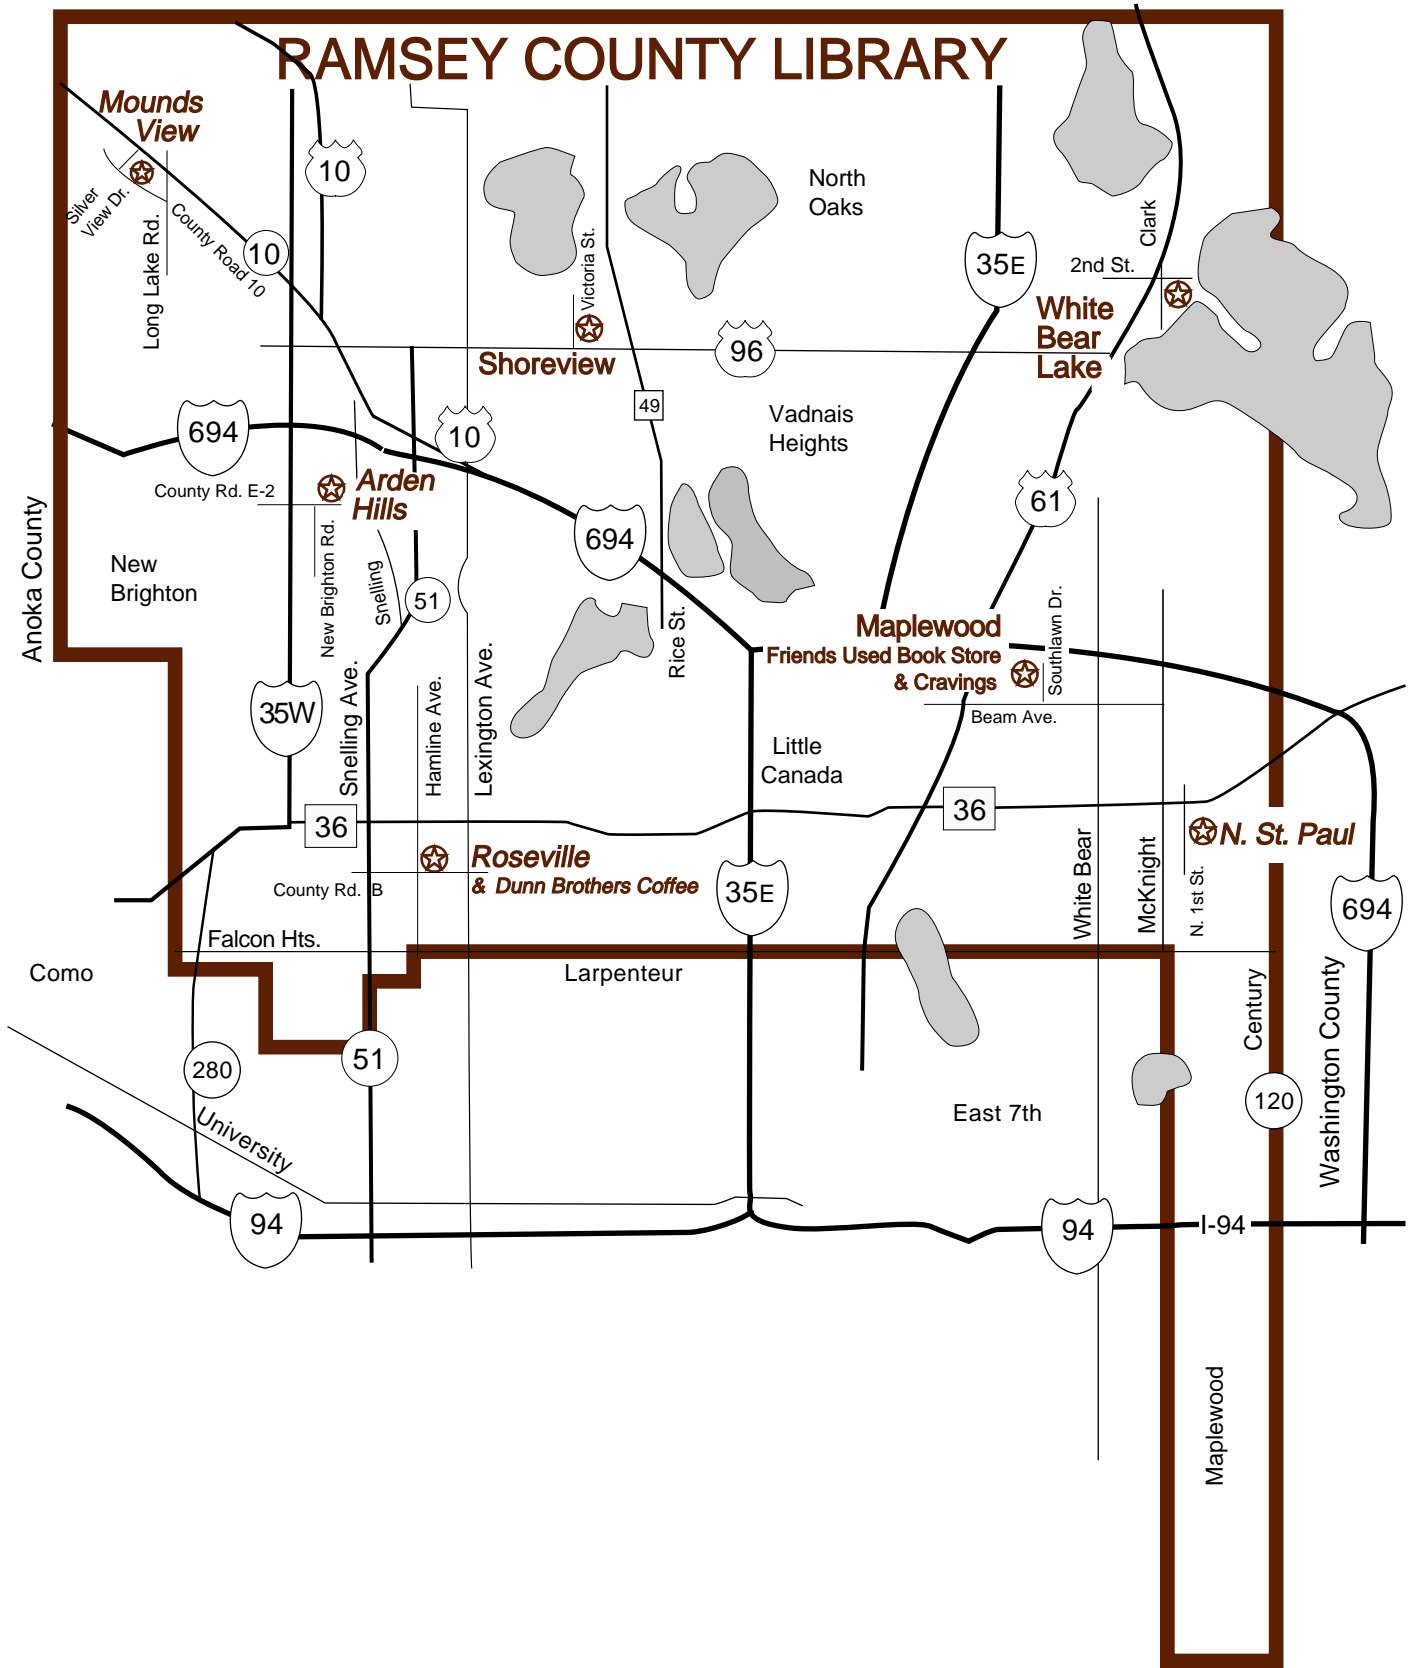 RAMSEY COUNTY LIBRARY
Mounds
View
10
Silver
View Dr.
Long Lake Rd.
County Road 10
10
North
Oaks
Victoria St.
35E
Clark
2nd St.
White
Bear
Lake
Shoreview
96
49
Vadnais
Heights
694
10
County Rd. E-2
Arden
Hills
61
694
Anoka County
New
Brighton
New Brighton Rd.
Snelling
51
Rice St.
Maplewood
Friends Used Book Store
& Cravings
Southlawn Dr.
Beam Ave.
35W
Snelling Ave.
Hamline Ave.
Lexington Ave.
Little
Canada
36
36
Roseville
& Dunn Brothers Coffee
County Rd. B
35E
White Bear
McKnight
N. 1st St.
N. St. Paul
694
Falcon Hts.
Como
Larpenteur
Century
Washington County
280
51
120
East 7th
University
94
94
I-94
Maplewood